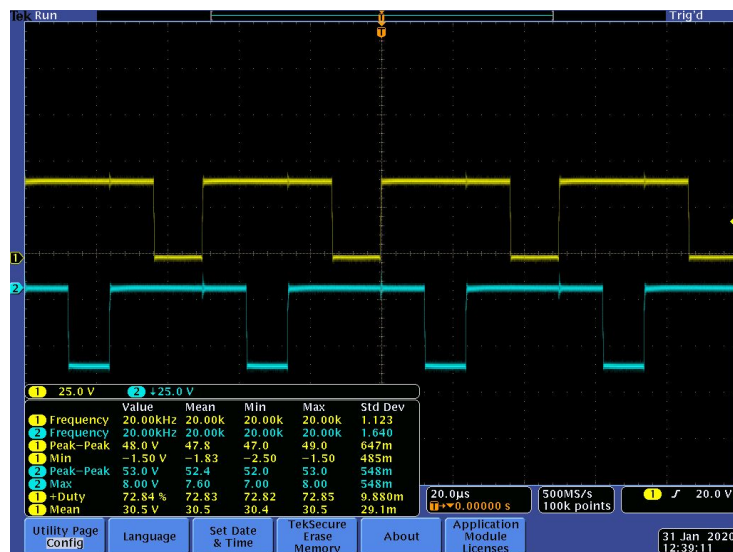 Tek Run Trig'd
T
T
1
2
1 25.0 V 2 ↓25.0 V
Value Mean Min Max Std Dev
1 Frequency 20.00kHz 20.00k 20.00k 20.00k 1.123
2 Frequency 20.00kHz 20.00k 20.00k 20.00k 1.640
1 Peak–Peak 48.0 V 47.8 47.0 49.0 647m
1 Min –1.50 V –1.83 –2.50 –1.50 485m
2 Peak–Peak 53.0 V 52.4 52.0 53.0 548m
2 Max 8.00 V 7.60 7.00 8.00 548m
1 +Duty 72.84 % 72.83 72.82 72.85 9.880m
1 Mean 30.5 V 30.5 30.4 30.5 29.1m
20.0µs
T→▼0.00000 s
500MS/s
100k points
1 ʃ 20.0 V
Utility Page
Config
Language
Set Date
& Time
TekSecure
Erase
Memory
About
Application
Module
Licenses
31 Jan 2020
12:39:11